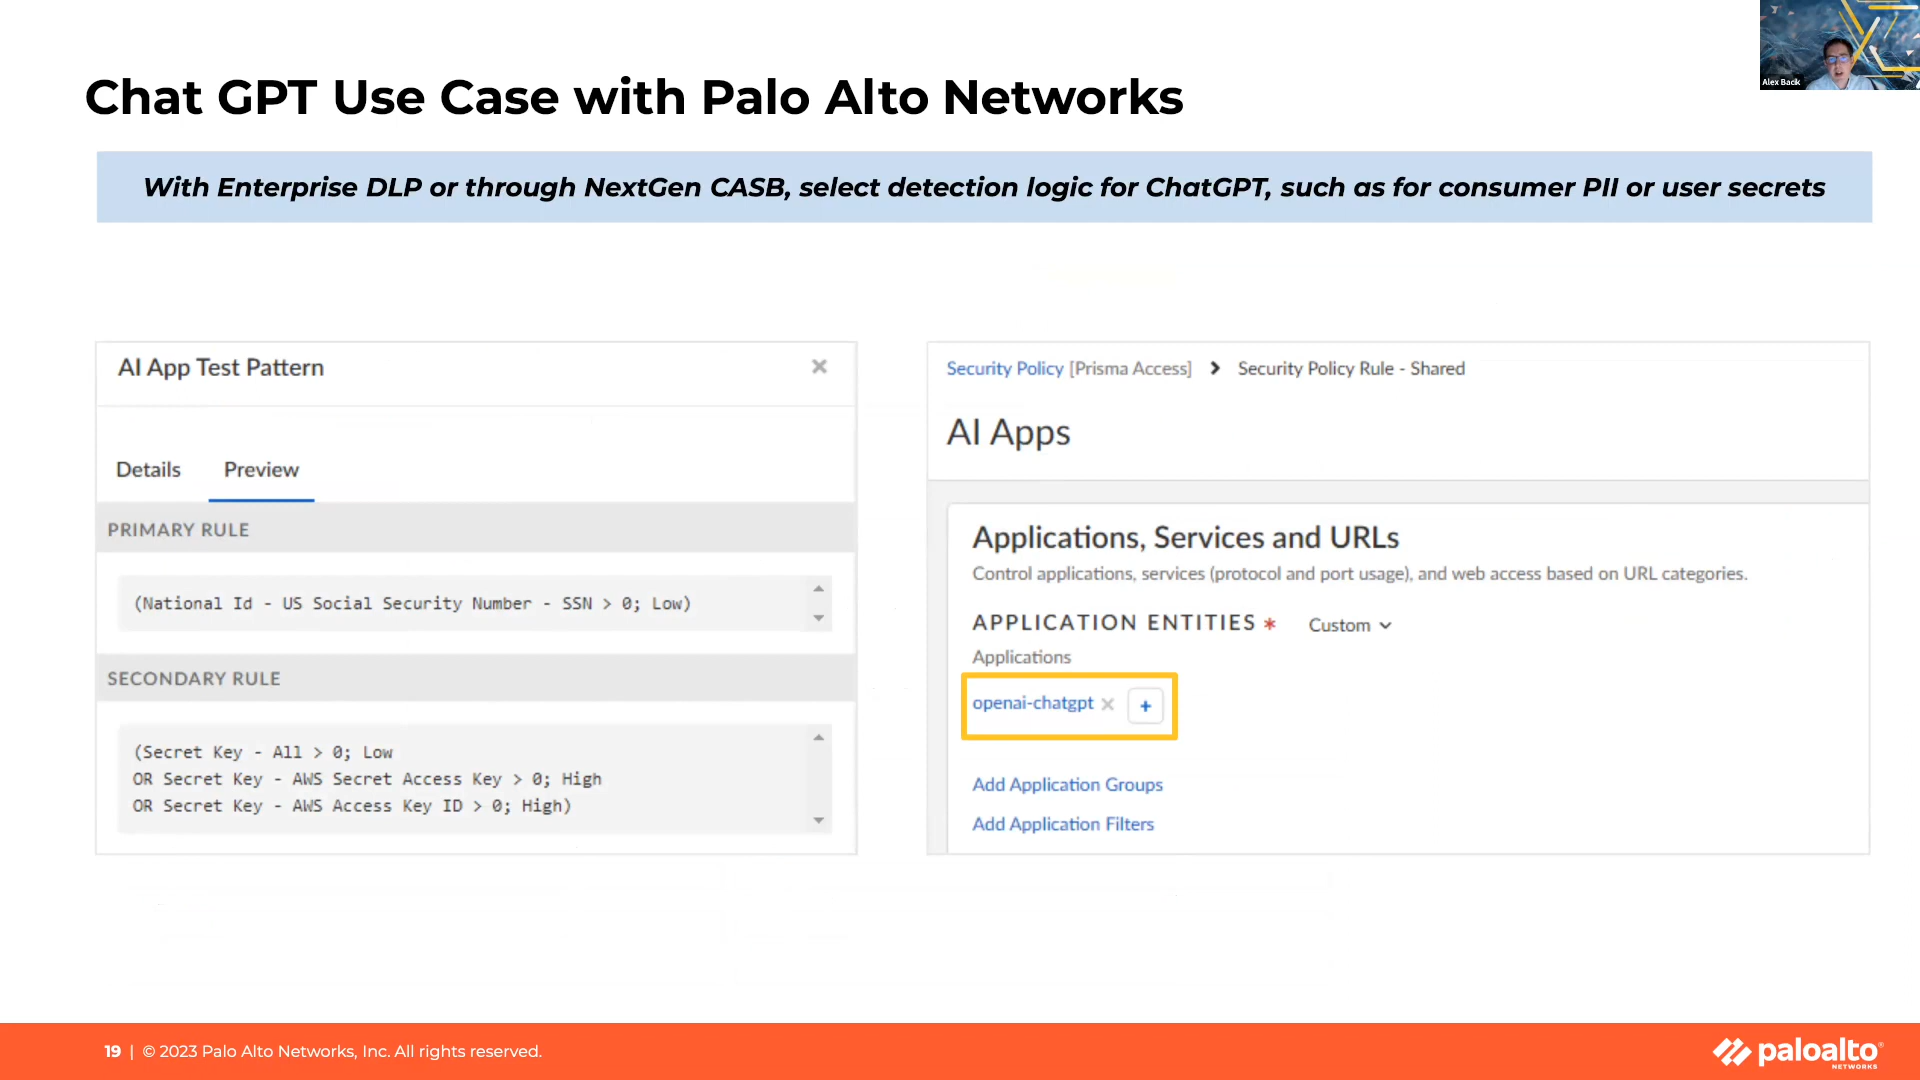 Alex Bacik
Chat GPT Use Case with Palo Alto Networks
With Enterprise DLP or through NextGen CASB, select detection logic for ChatGPT, such as for consumer PII or user secrets
AI App Test Pattern
Details Preview
PRIMARY RULE
(National Id - US Social Security Number - SSN > 0; Low)
SECONDARY RULE
(Secret Key - All > 0; Low
OR Secret Key - AWS Secret Access Key > 0; High
OR Secret Key - AWS Access Key ID > 0; High)
Security Policy [Prisma Access] > Security Policy Rule - Shared
AI Apps
Applications, Services and URLs
Control applications, services (protocol and port usage), and web access based on URL categories.
APPLICATION ENTITIES * Custom
Applications
openai-chatgpt × +
Add Application Groups
Add Application Filters
19 | © 2023 Palo Alto Networks, Inc. All rights reserved.
paloalto®
NETWORKS